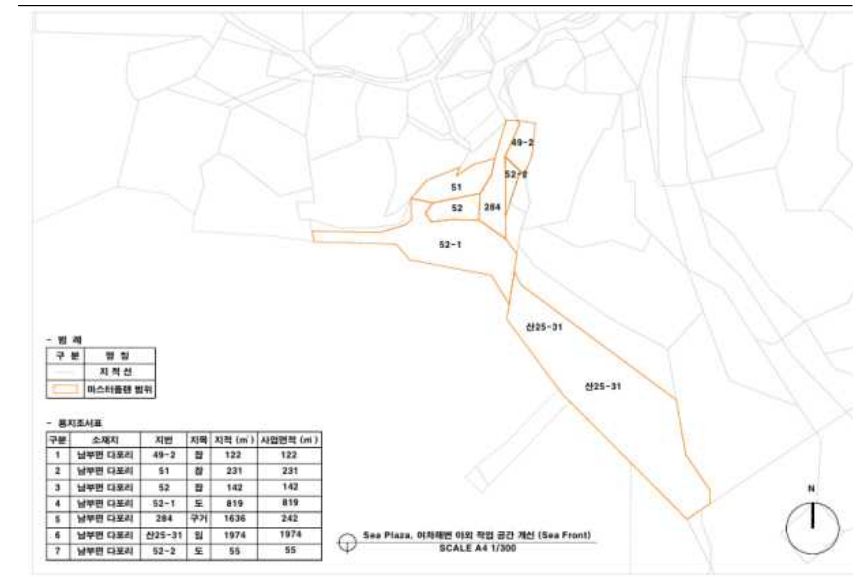 49-2
52-2
51
52
284
52-1
산25-31
산25-31
- 범 례
구 분 명 칭
지 적 선
마스터플랜 범위
- 용지조서표
구분 소재지 지번 지목 지적 (㎡) 사업면적 (㎡)
1 남부면 다포리 49-2 잡 122 122
2 남부면 다포리 51 잡 231 231
3 남부면 다포리 52 잡 142 142
4 남부면 다포리 52-1 도 819 819
5 남부면 다포리 284 구거 1636 242
6 남부면 다포리 산25-31 임 1974 1974
7 남부면 다포리 52-2 도 55 55
Sea Plaza, 여차해변 야외 작업 공간 개선 (Sea Front)
SCALE A4 1/300
N